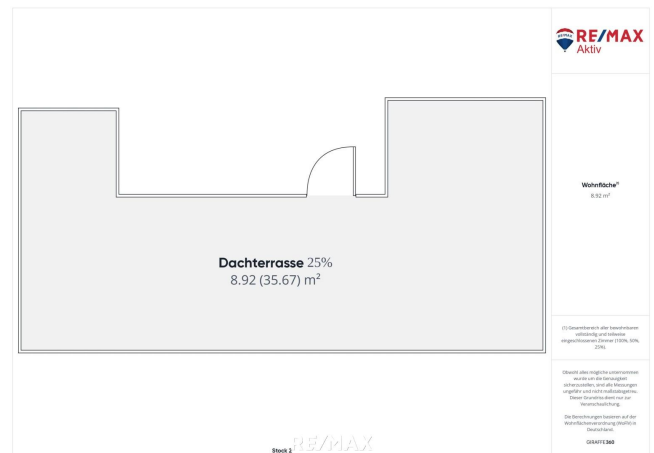 RE/MAX
Aktiv
Wohnfläche⁽¹⁾
8.92 m²
Dachterrasse 25%
8.92 (35.67) m²
(1) Gesamtbereich aller bewohnbaren
vollständig und teilweise
eingeschlossenen Zimmer (100%, 50%,
25%).
Obwohl alles mögliche unternommen
wurde um die Genauigkeit
sicherzustellen, sind alle Messungen
ungefähr und nicht maßstabsgetreu.
Dieser Grundriss dient nur zur
Veranschaulichung.
Die Berechnungen basieren auf der
Wohnflächenverordnung (WoFlV) in
Deutschland.
GIRAFFE360
Stock 2
RE/MAX